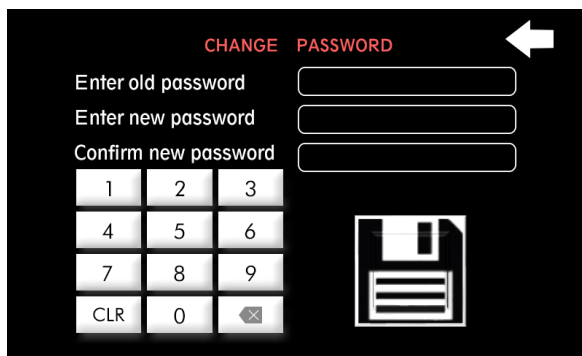 CHANGE PASSWORD
Enter old password
Enter new password
Confirm new password
1 2 3
4 5 6
7 8 9
CLR 0